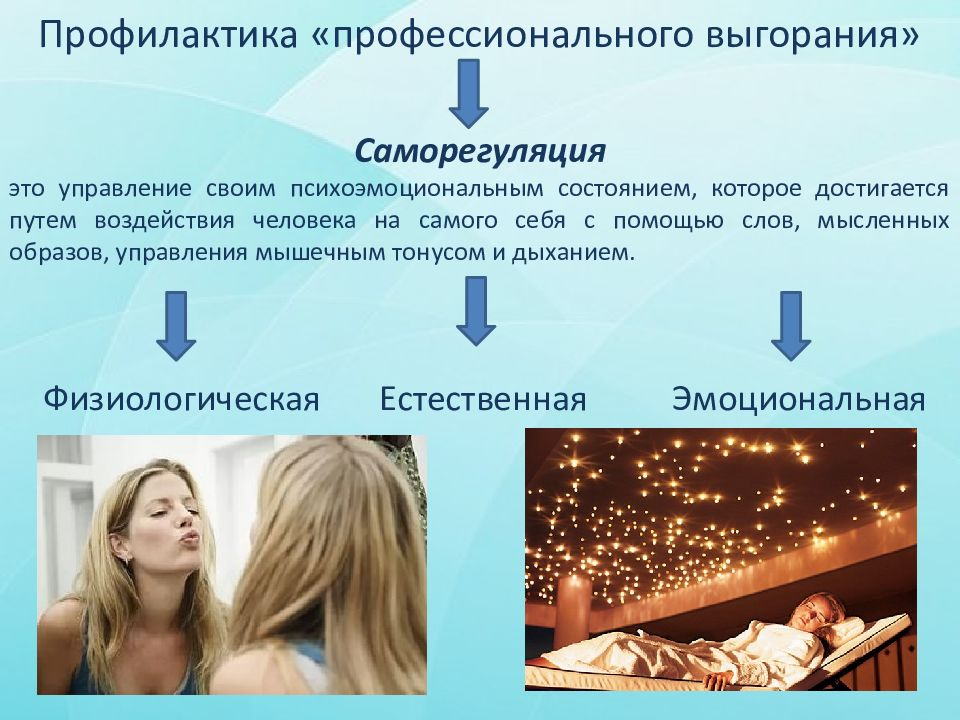 Профилактика «профессионального выгорания»
Саморегуляция
это управление своим психоэмоциональным состоянием, которое достигается
путем воздействия человека на самого себя с помощью слов, мысленных
образов, управления мышечным тонусом и дыханием.
Физиологическая Естественная Эмоциональная